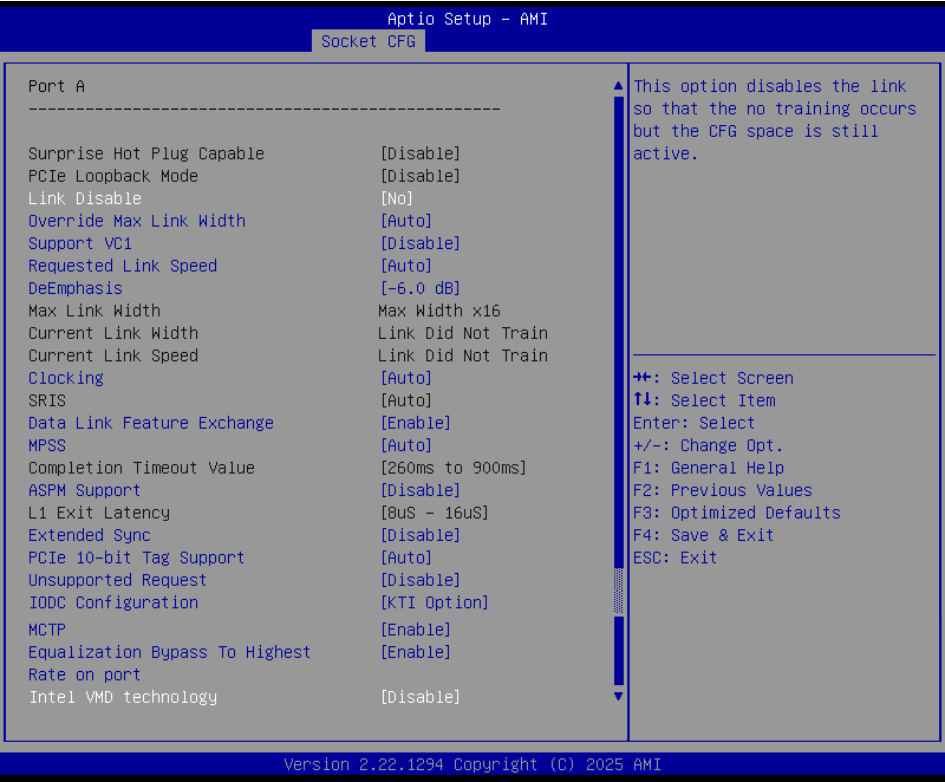 Aptio Setup - AMI
Socket CFG
Port A
--------------------------------------------------
Surprise Hot Plug Capable [Disable]
PCIe Loopback Mode [Disable]
Link Disable [No]
Override Max Link Width [Auto]
Support VC1 [Disable]
Requested Link Speed [Auto]
DeEmphasis [-6.0 dB]
Max Link Width Max Width x16
Current Link Width Link Did Not Train
Current Link Speed Link Did Not Train
Clocking [Auto]
SRIS [Auto]
Data Link Feature Exchange [Enable]
MPSS [Auto]
Completion Timeout Value [260ms to 900ms]
ASPM Support [Disable]
L1 Exit Latency [8uS - 16uS]
Extended Sync [Disable]
PCIe 10-bit Tag Support [Auto]
Unsupported Request [Disable]
IODC Configuration [KTI Option]
MCTP [Enable]
Equalization Bypass To Highest [Enable]
Rate on port
Intel VMD technology [Disable]
This option disables the link
so that the no training occurs
but the CFG space is still
active.
→←: Select Screen
↑↓: Select Item
Enter: Select
+/-: Change Opt.
F1: General Help
F2: Previous Values
F3: Optimized Defaults
F4: Save & Exit
ESC: Exit
Version 2.22.1294 Copyright (C) 2025 AMI